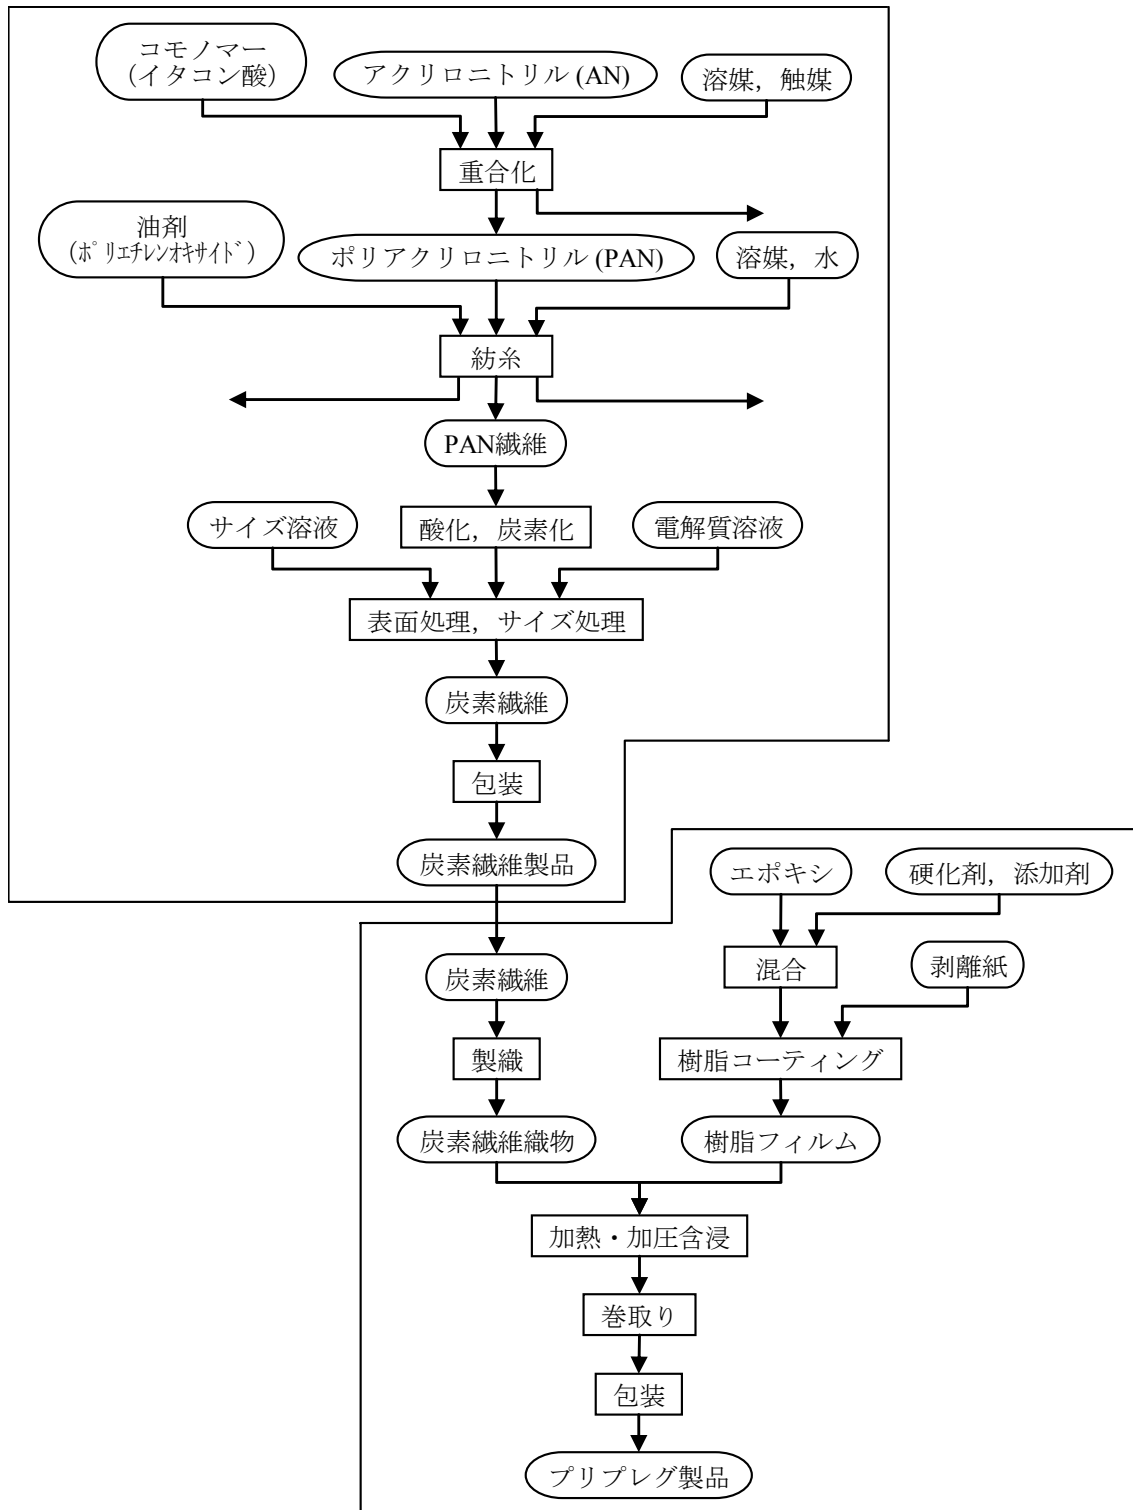 コモノマー
(イタコン酸)
アクリロニトリル (AN)
溶媒，触媒
重合化
油剤
(ﾎﾟﾘｴﾁﾚﾝｵｷｻｲﾄﾞ)
ポリアクリロニトリル (PAN)
溶媒，水
紡糸
PAN繊維
サイズ溶液
酸化，炭素化
電解質溶液
表面処理，サイズ処理
炭素繊維
包装
炭素繊維製品
エポキシ
硬化剤，添加剤
炭素繊維
混合
剥離紙
製織
樹脂コーティング
炭素繊維織物
樹脂フィルム
加熱・加圧含浸
巻取り
包装
プリプレグ製品